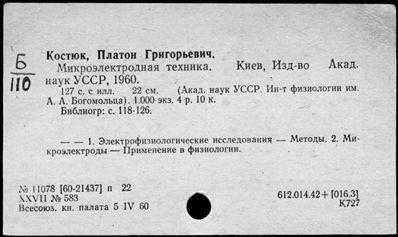 Б
110
Костюк, Платон Григорьевич.
Микроэлектродная техника. Киев, Изд-во Акад.
наук УССР, 1960.
127 с. с илл. 22 см. (Акад. наук УССР. Ин-т физиологии им.
А. А. Богомольца). 1.000 экз. 4 р. 10 к.
Библиогр: с. 118-126.
— — 1. Электрофизиологические исследования — Методы. 2. Ми-
кроэлектроды — Применение в физиологии.
№ 11078 [60-21437] п 22
XXVII № 583
Всесоюз. кн. палата 5 IV 60
612.014.42+[016.3]
К727